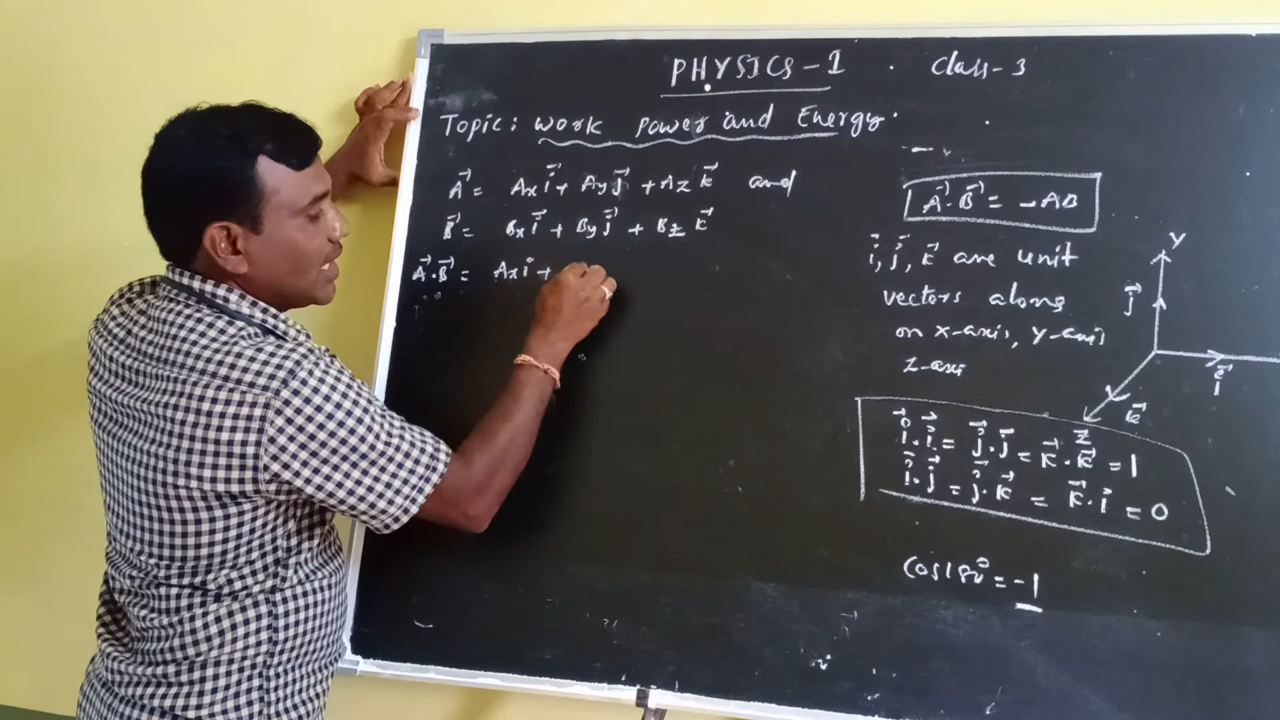 PHYSICS-1 . Class-3
Topic: Work Power and Energy.
A⃗ = Ax i⃗ + Ay j⃗ + Az k⃗ and
B⃗ = Bx i⃗ + By j⃗ + Bz k⃗
A⃗.B⃗ = Ax i +
A⃗.B⃗ = -AB
i⃗, j⃗, k⃗ are unit
vectors along
on x-axis, y-axis
z-axi
Y
j⃗
i⃗
k⃗
Z
i⃗.i⃗ = j⃗.j⃗ = k⃗.k⃗ = 1
i⃗.j⃗ = j⃗.k⃗ = k⃗.i⃗ = 0
cos180° = -1